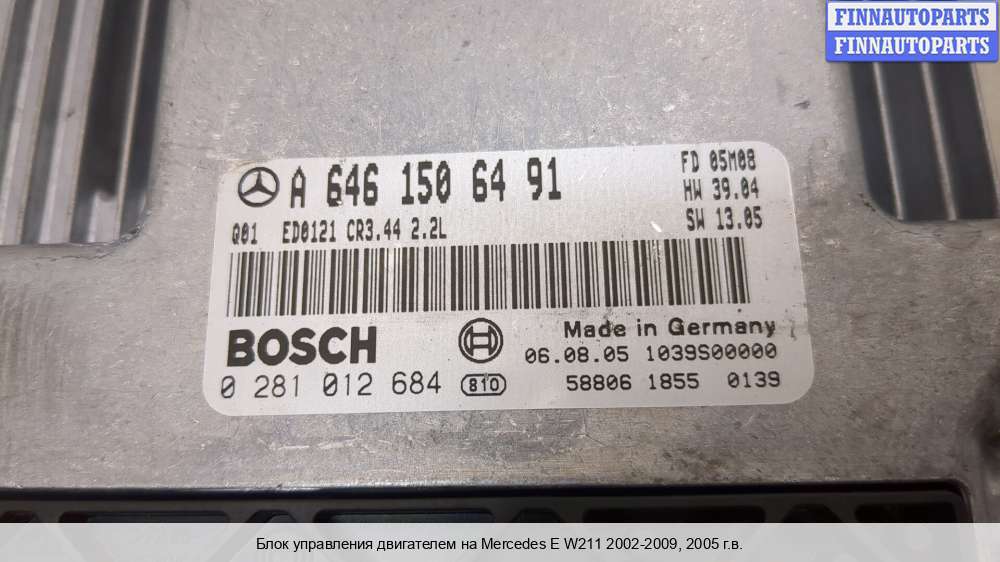 FINNAUTOPARTS
FINNAUTOPARTS
A 646 150 64 91
FD 05M08
HW 39.04
SW 13.05
Q01 ED0121 CR3.44 2.2L
BOSCH
Made in Germany
06.08.05 1039S00000
0 281 012 684 810
58806 1855 0139
Блок управления двигателем на Mercedes E W211 2002-2009, 2005 г.в.